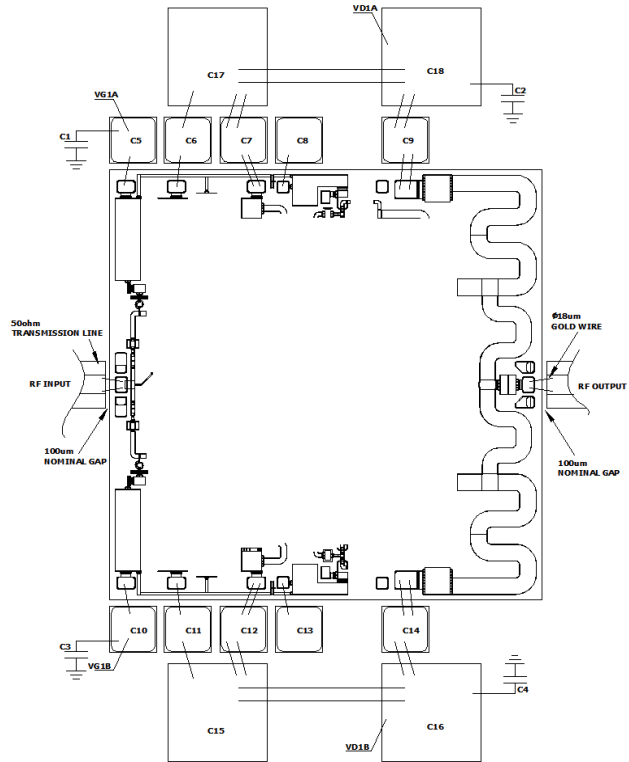 VD1A
C17
C18
C2
VG1A
C1
C5
C6
C7
C8
C9
50ohm
TRANSMISSION LINE
RF INPUT
100um
NOMINAL GAP
ϕ18um
GOLD WIRE
RF OUTPUT
100um
NOMINAL GAP
C10
C11
C12
C13
C14
C3
VG1B
C15
C16
C4
VD1B